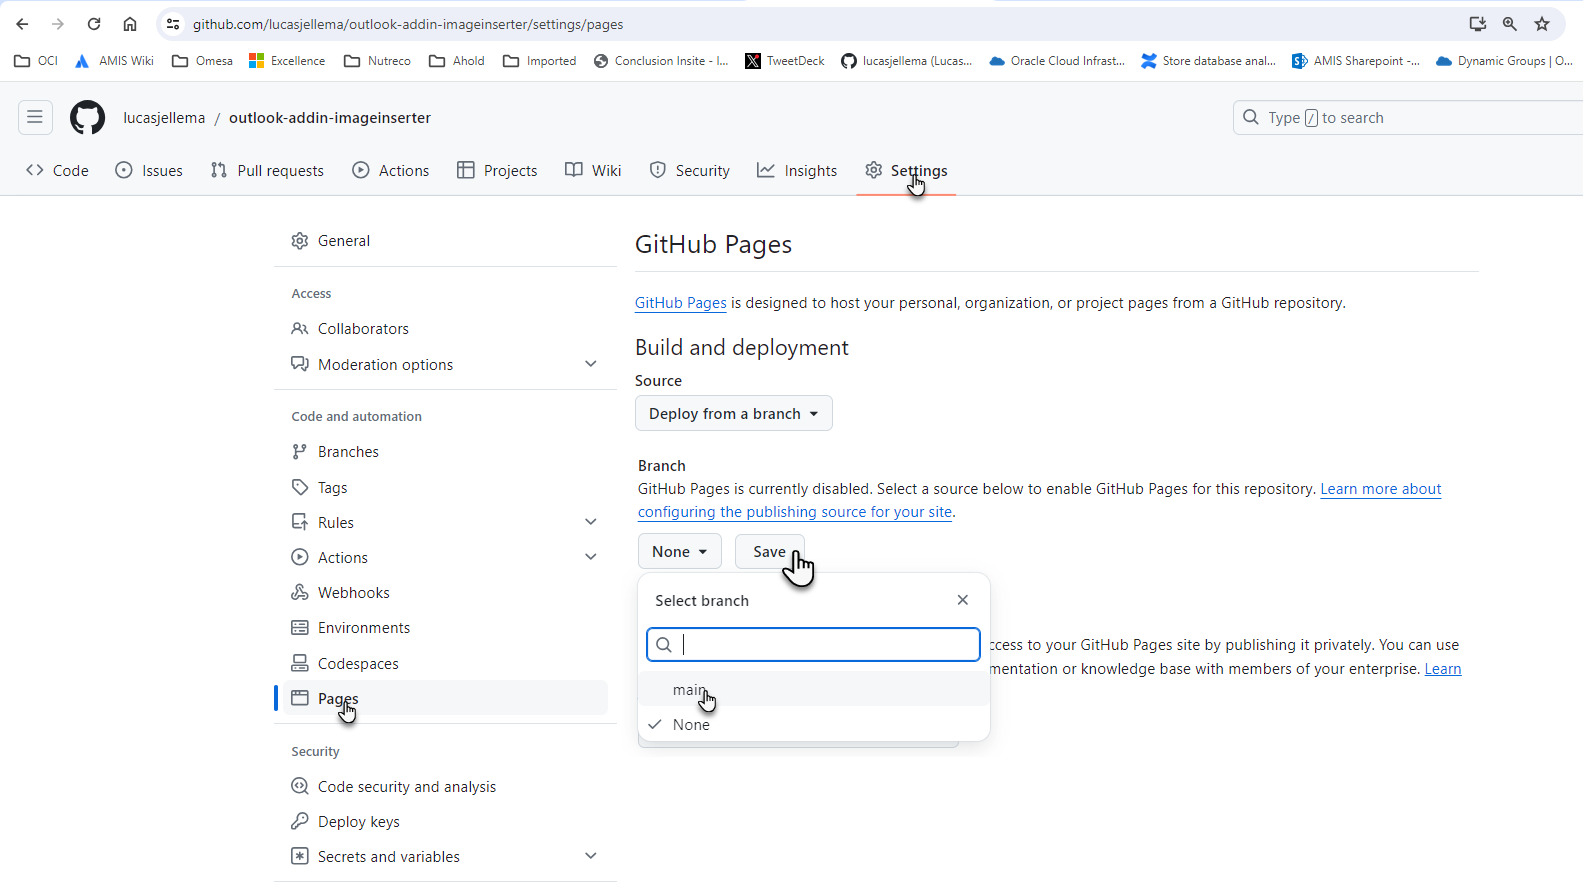 github.com/lucasjellema/outlook-addin-imageinserter/settings/pages
OCI AMIS Wiki Omesa Excellence Nutreco Ahold Imported Conclusion Insite - I... TweetDeck lucasjellema (Lucas... Oracle Cloud Infrast... Store database anal... AMIS Sharepoint -... Dynamic Groups | O...
lucasjellema / outlook-addin-imageinserter
Type / to search
Code Issues Pull requests Actions Projects Wiki Security Insights Settings
General
Access
Collaborators
Moderation options
Code and automation
Branches
Tags
Rules
Actions
Webhooks
Environments
Codespaces
Pages
Security
Code security and analysis
Deploy keys
Secrets and variables
GitHub Pages
GitHub Pages is designed to host your personal, organization, or project pages from a GitHub repository.
Build and deployment
Source
Deploy from a branch
Branch
GitHub Pages is currently disabled. Select a source below to enable GitHub Pages for this repository. Learn more about
configuring the publishing source for your site.
None Save
Select branch
main
None
ccess to your GitHub Pages site by publishing it privately. You can use
mentation or knowledge base with members of your enterprise. Learn